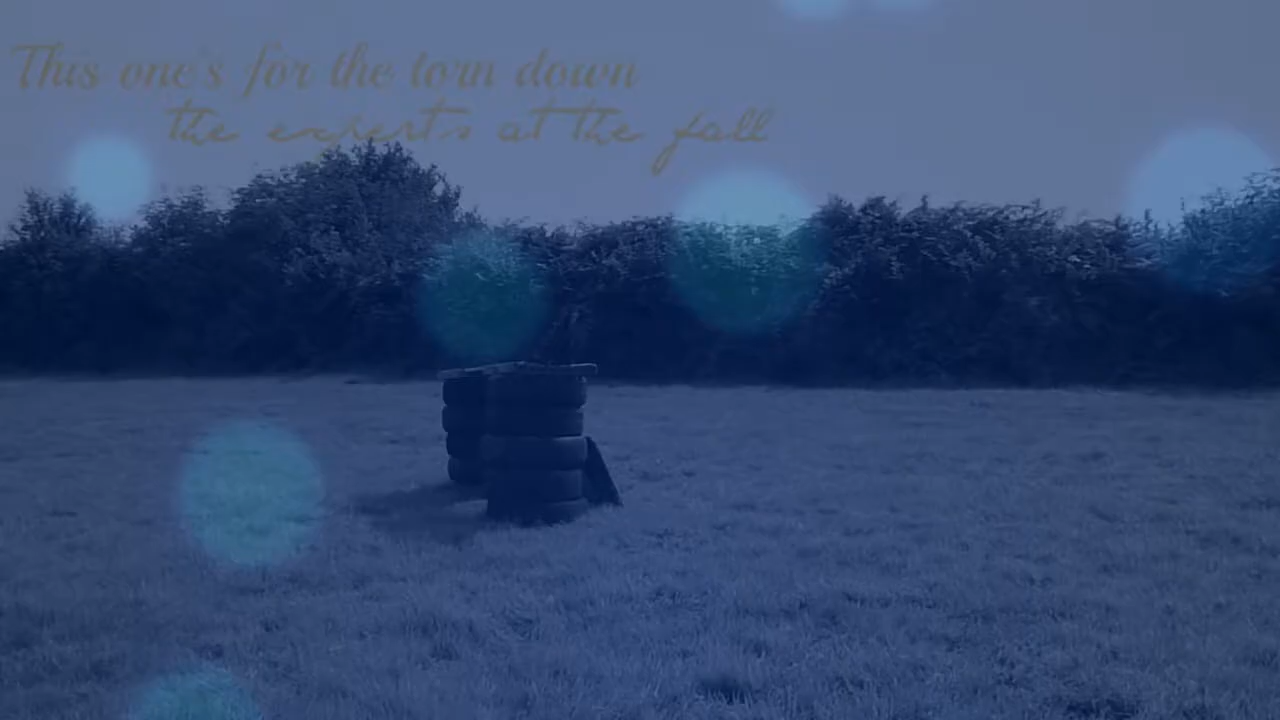 This one's for the torn down
the experts at the fall